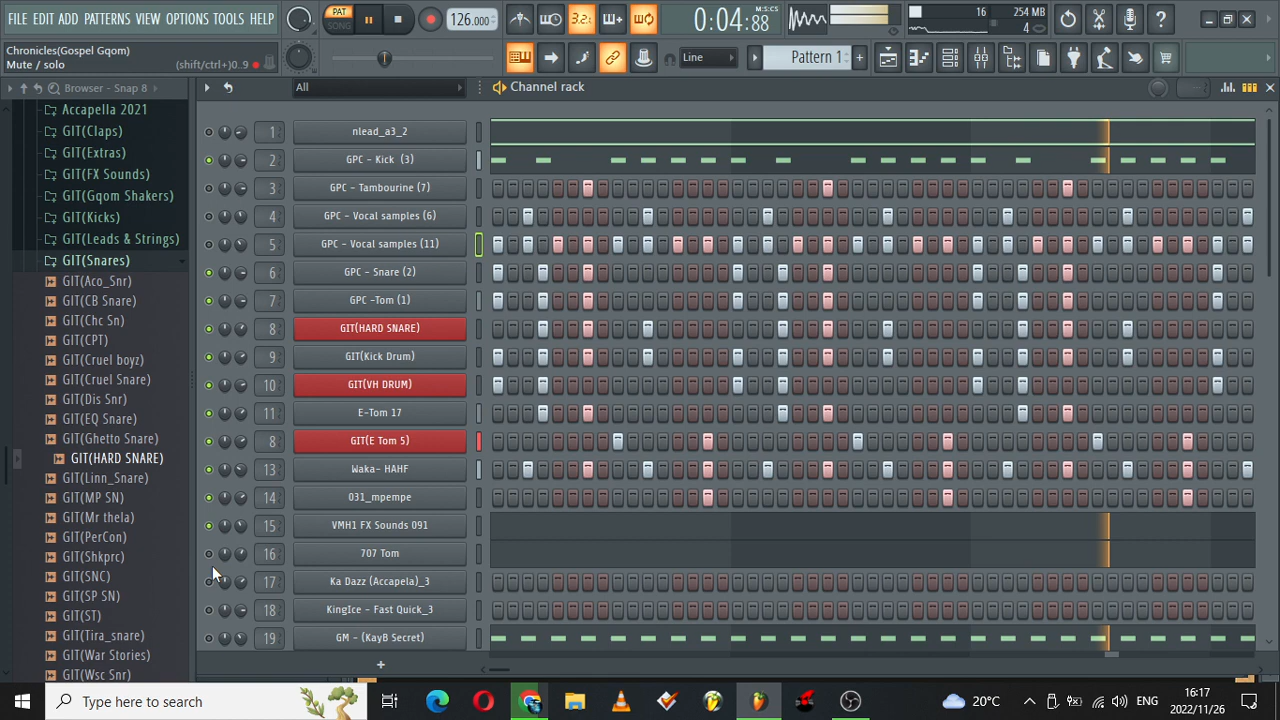 FILE EDIT ADD PATTERNS VIEW OPTIONS TOOLS HELP
PAT
SONG
126.000
3.2
0:04:88
M:S:CS
16
254 MB
4
Chronicles(Gospel Gqom)
Mute / solo
(shift/ctrl+)0..9
Line
Pattern 1
Browser - Snap 8
All
Channel rack
Accapella 2021
GIT(Claps)
GIT(Extras)
GIT(FX Sounds)
GIT(Gqom Shakers)
GIT(Kicks)
GIT(Leads & Strings)
GIT(Snares)
GIT(Aco_Snr)
GIT(CB Snare)
GIT(Chc Sn)
GIT(CPT)
GIT(Cruel boyz)
GIT(Cruel Snare)
GIT(Dis Snr)
GIT(EQ Snare)
GIT(Ghetto Snare)
GIT(HARD SNARE)
GIT(Linn_Snare)
GIT(MP SN)
GIT(Mr thela)
GIT(PerCon)
GIT(Shkprc)
GIT(SNC)
GIT(SP SN)
GIT(ST)
GIT(Tira_snare)
GIT(War Stories)
GIT(Wsc Snr)
1 nlead_a3_2
2 GPC - Kick (3)
3 GPC - Tambourine (7)
4 GPC - Vocal samples (6)
5 GPC - Vocal samples (11)
6 GPC - Snare (2)
7 GPC -Tom (1)
8 GIT(HARD SNARE)
9 GIT(Kick Drum)
10 GIT(VH DRUM)
11 E-Tom 17
8 GIT(E Tom 5)
13 Waka- HAHF
14 031_mpempe
15 VMH1 FX Sounds 091
16 707 Tom
17 Ka Dazz (Accapela)_3
18 KingIce - Fast Quick_3
19 GM - (KayB Secret)
Type here to search
20°C
ENG
16:17
2022/11/26